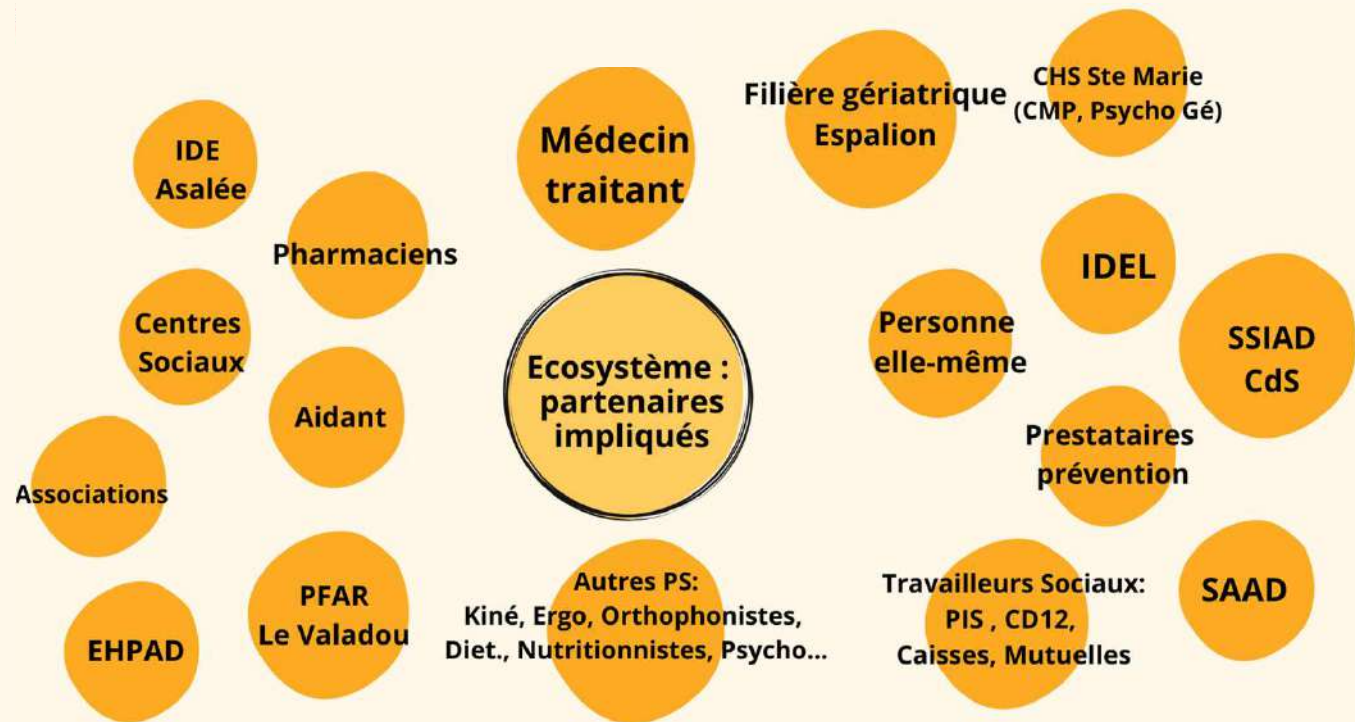 IDE
Asalée
Pharmaciens
Centres
Sociaux
Aidant
Associations
PFAR
Le Valadou
EHPAD
Médecin
traitant
Ecosystème :
partenaires
impliqués
Autres PS:
Kiné, Ergo, Orthophonistes,
Diet., Nutritionnistes, Psycho...
Filière gériatrique
Espalion
CHS Ste Marie
(CMP, Psycho Gé)
IDEL
Personne
elle-même
SSIAD
CdS
Prestataires
prévention
Travailleurs Sociaux:
PIS , CD12,
Caisses, Mutuelles
SAAD